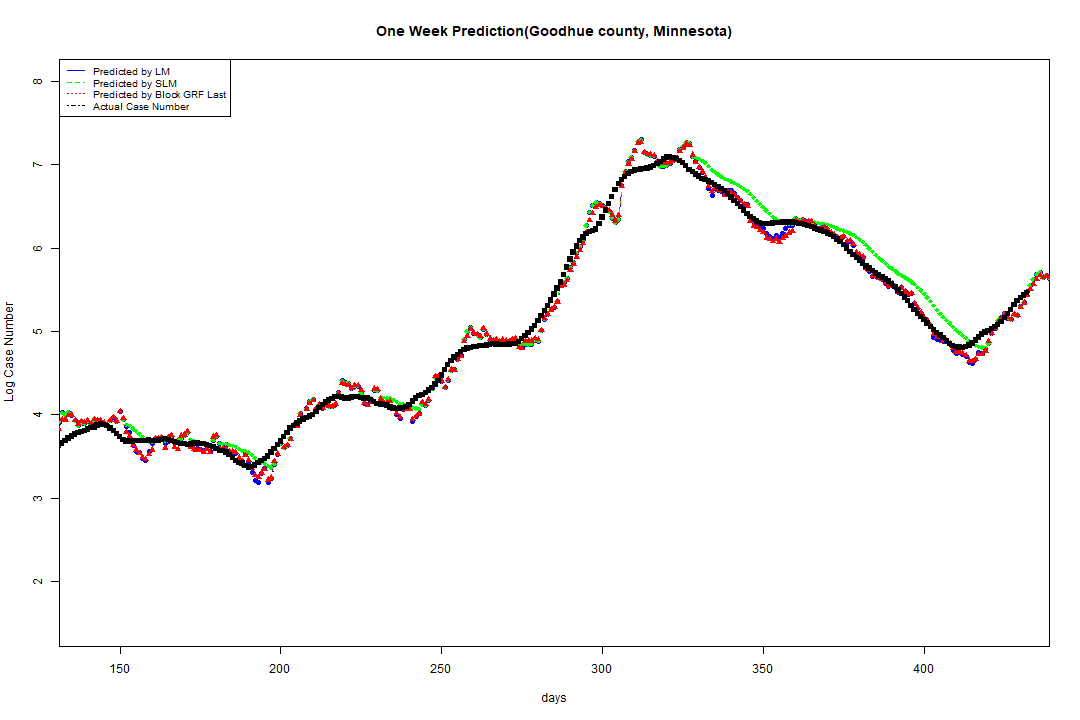 One Week Prediction(Goodhue county, Minnesota)
Predicted by LM
Predicted by SLM
Predicted by Block GRF Last
Actual Case Number
8
7
6
5
4
3
2
Log Case Number
150 200 250 300 350 400
days